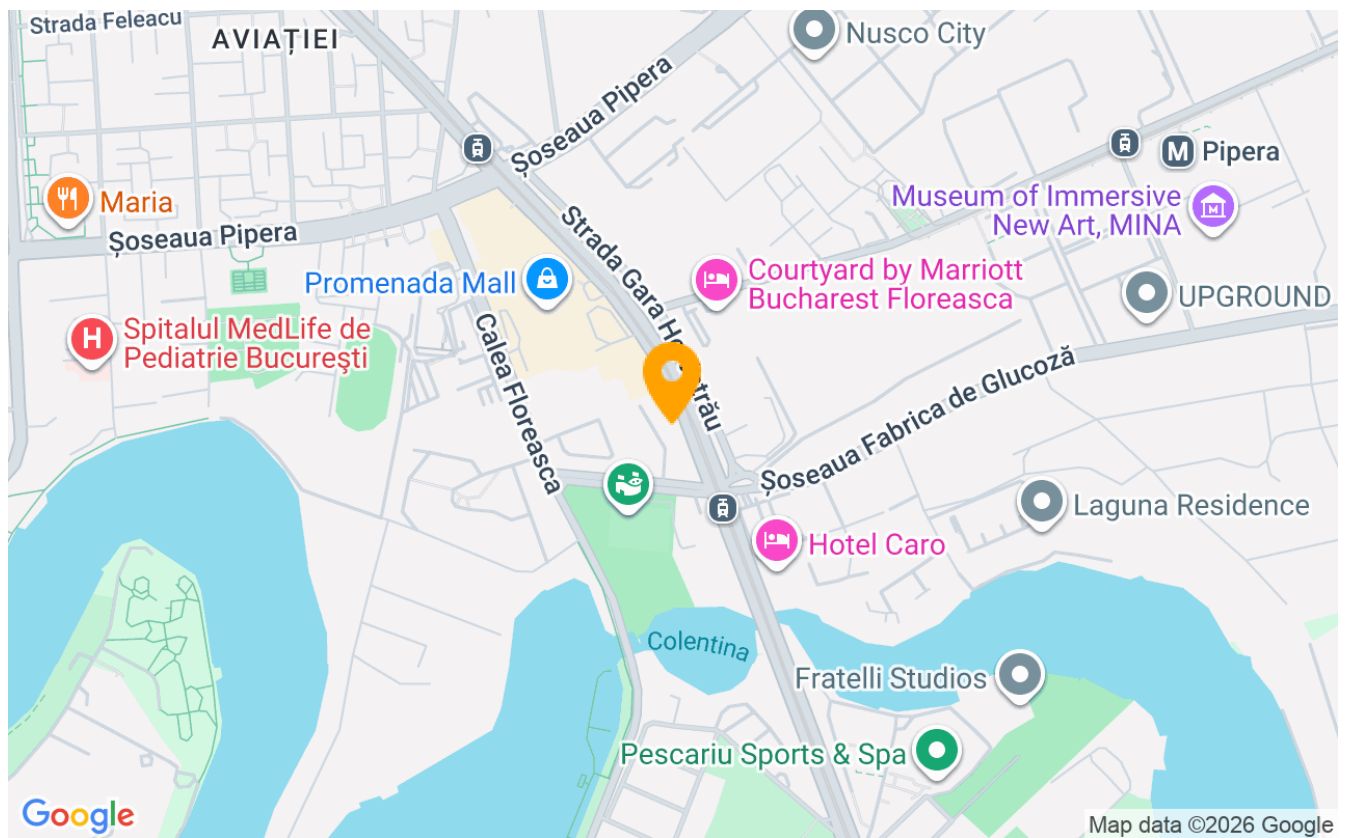 Strada Feleacu
AVIAȚIEI
Nusco City
Șoseaua Pipera
M
Pipera
Maria
Museum of Immersive
New Art, MINA
Șoseaua Pipera
Strada Gara He
trău
Promenada Mall
Courtyard by Marriott
Bucharest Floreasca
UPGROUND
H
Spitalul MedLife de
Pediatrie București
Calea Floreasca
Șoseaua Fabrica de Glucoză
Laguna Residence
Hotel Caro
Colentina
Fratelli Studios
Pescariu Sports & Spa
Google
Map data ©2026 Google